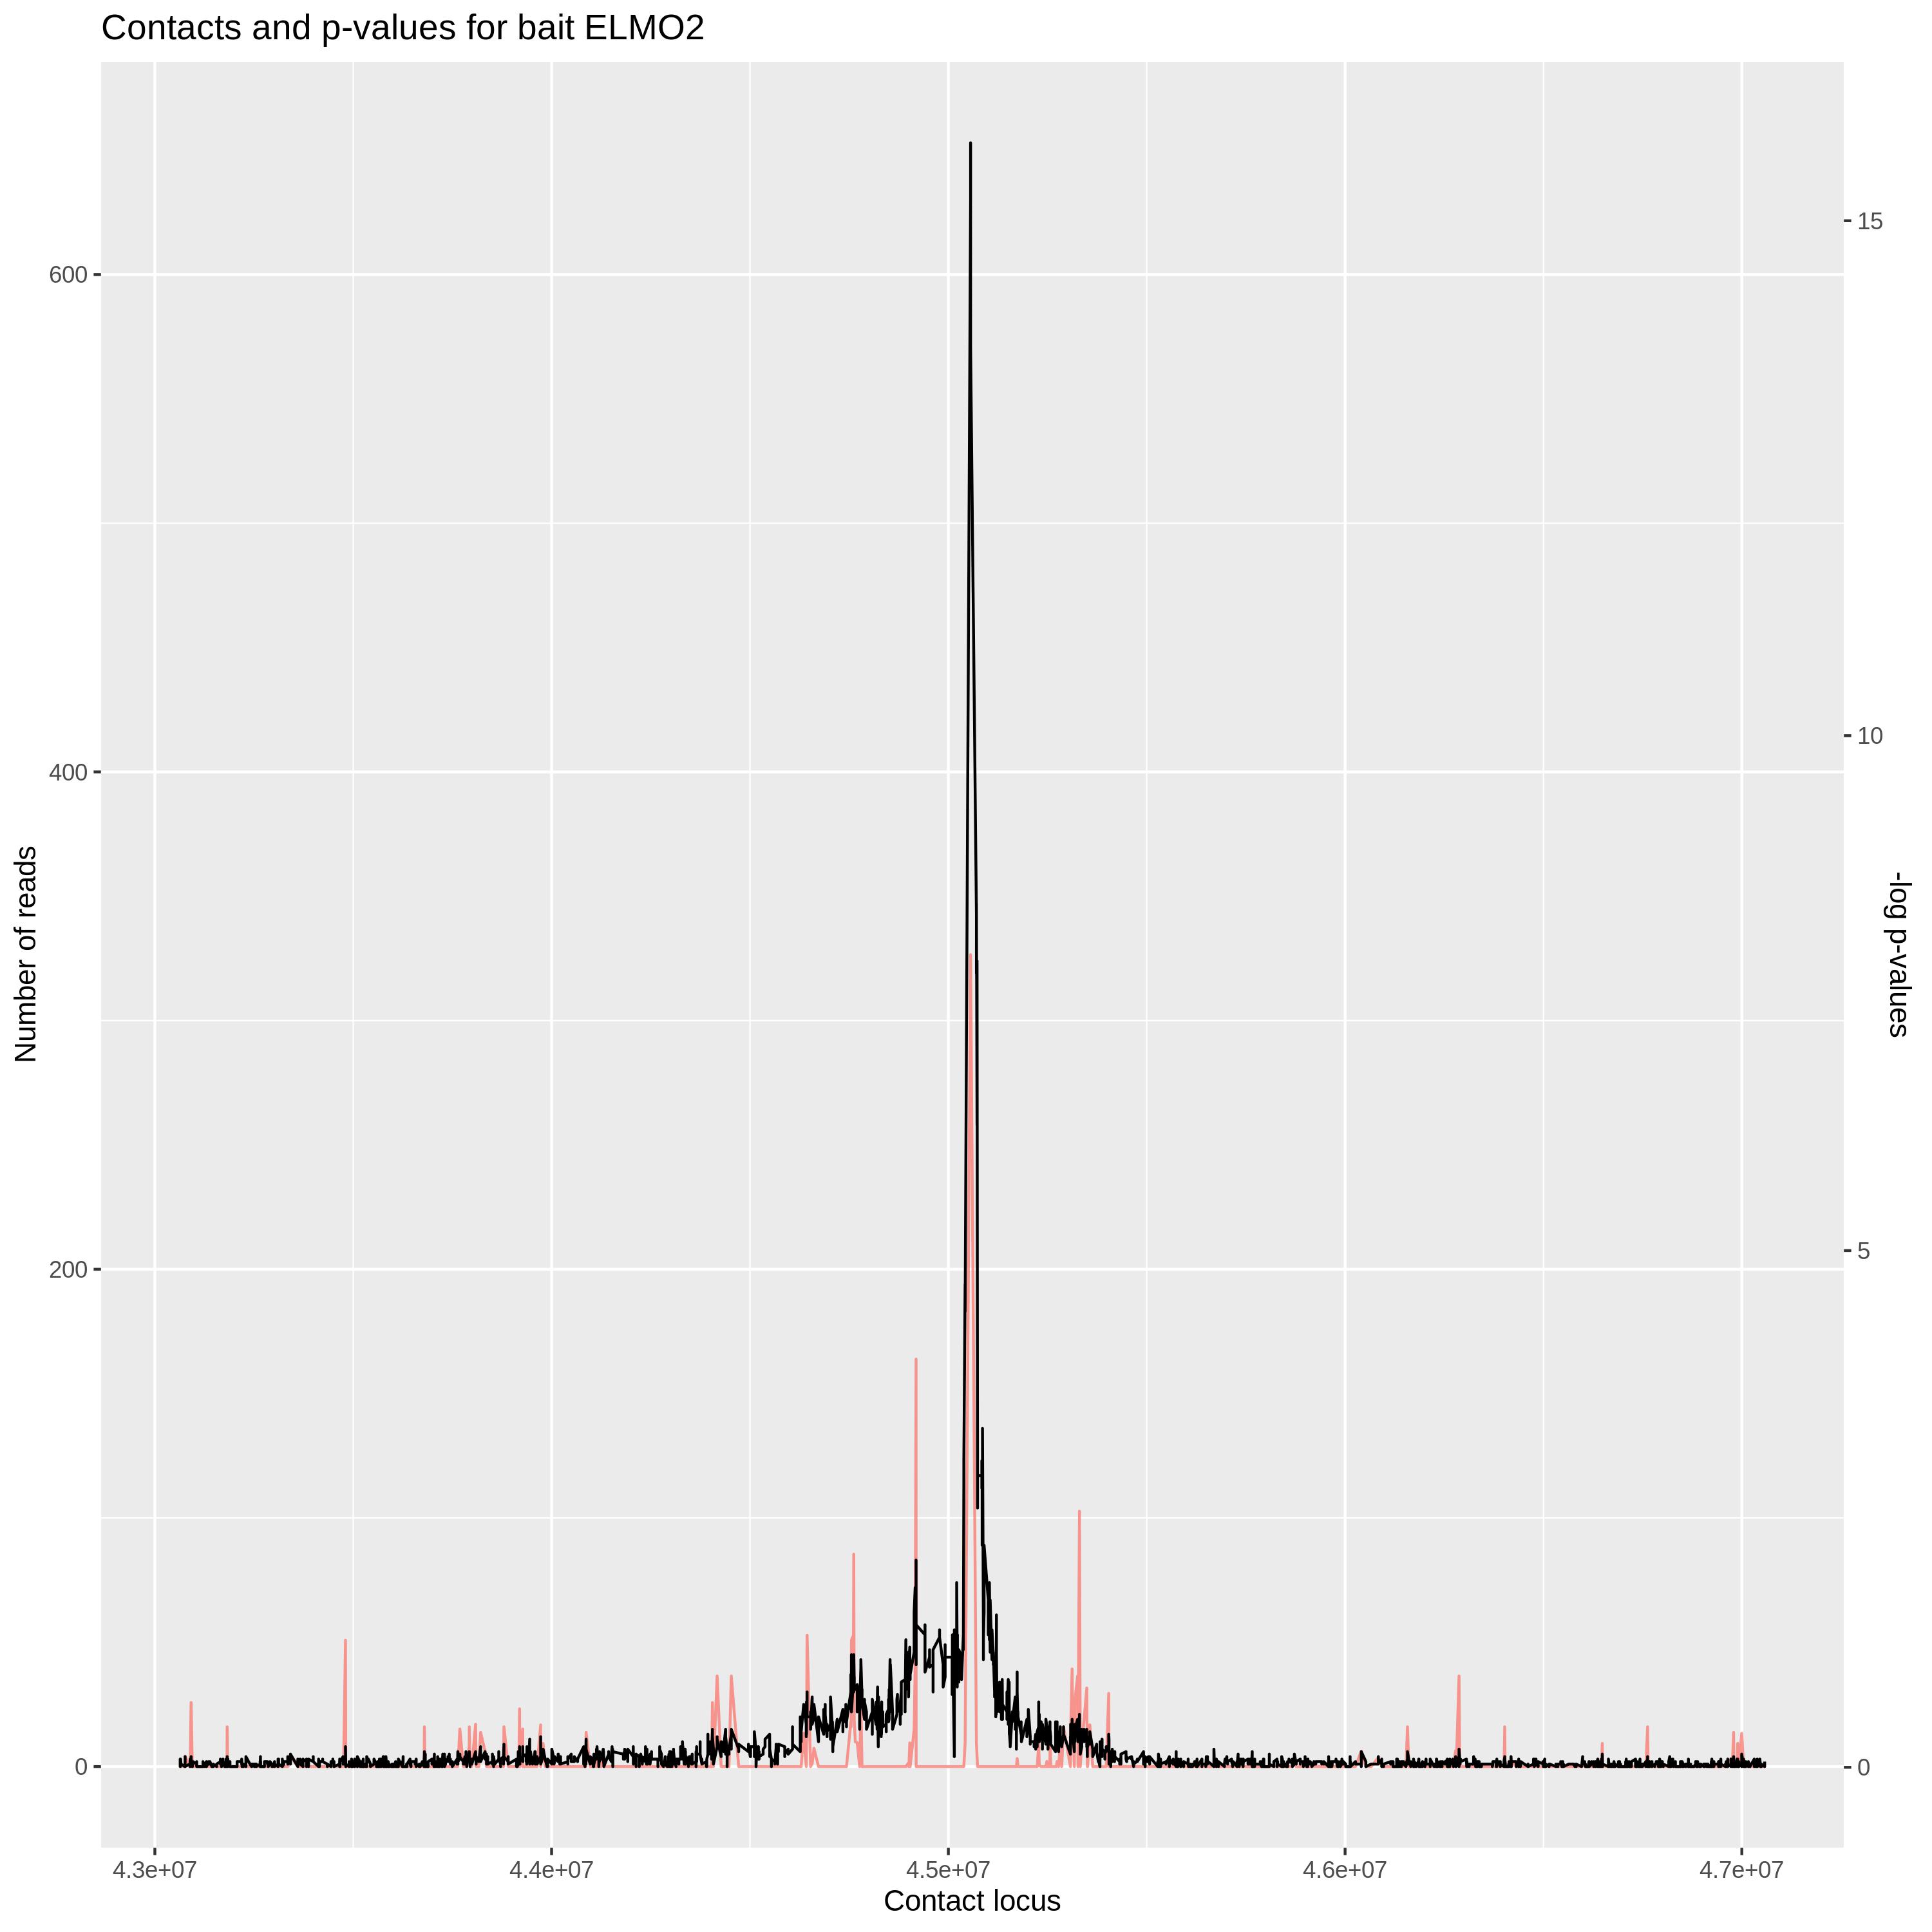 Contacts and p-values for bait ELMO2
600
400
200
0
Number of reads
15
10
5
0
-log p-values
4.3e+07
4.4e+07
4.5e+07
4.6e+07
4.7e+07
Contact locus